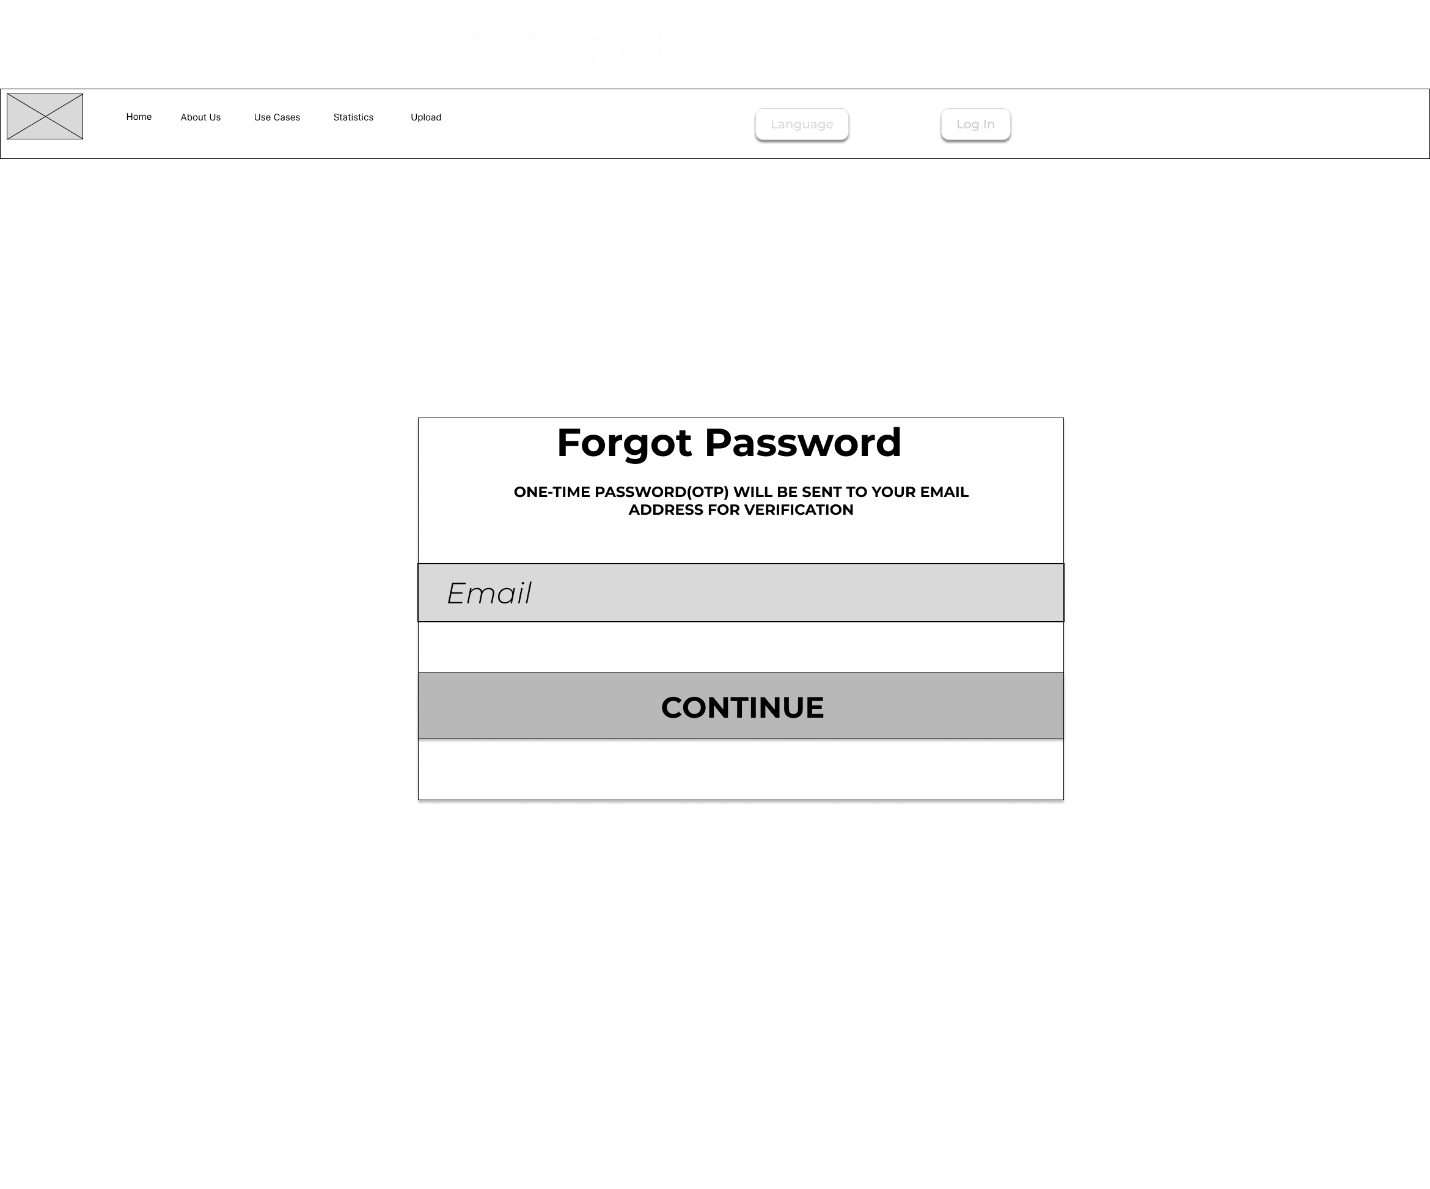 Home About Us Use Cases Statistics Upload Language Log In
Forgot Password
ONE-TIME PASSWORD(OTP) WILL BE SENT TO YOUR EMAIL
ADDRESS FOR VERIFICATION
Email
CONTINUE